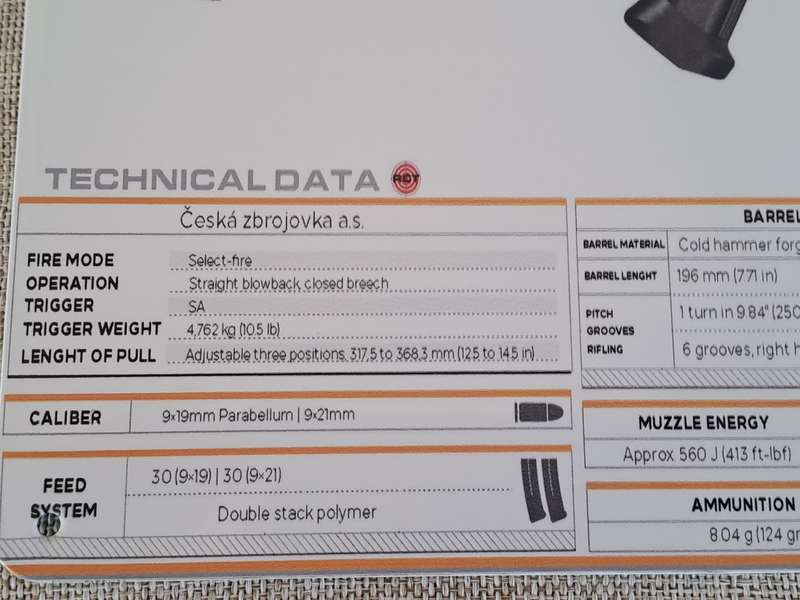 TECHNICAL DATA RDT
Česká zbrojovka a.s.
FIRE MODE Select-fire
OPERATION Straight blowback, closed breech
TRIGGER SA
TRIGGER WEIGHT 4,762 kg (10.5 lb)
LENGHT OF PULL Adjustable three positions. 317,5 to 368,3 mm (12.5 to 14.5 in)
CALIBER 9×19mm Parabellum | 9×21mm
FEED SYSTEM
30 (9×19) | 30 (9×21)
Double stack polymer
BARREL
BARREL MATERIAL Cold hammer forg
BARREL LENGHT 196 mm (7.71 in)
PITCH 1 turn in 9.84" (250
GROOVES
RIFLING 6 grooves, right h
MUZZLE ENERGY
Approx. 560 J (413 ft-lbf)
AMMUNITION
8.04 g (124 gr